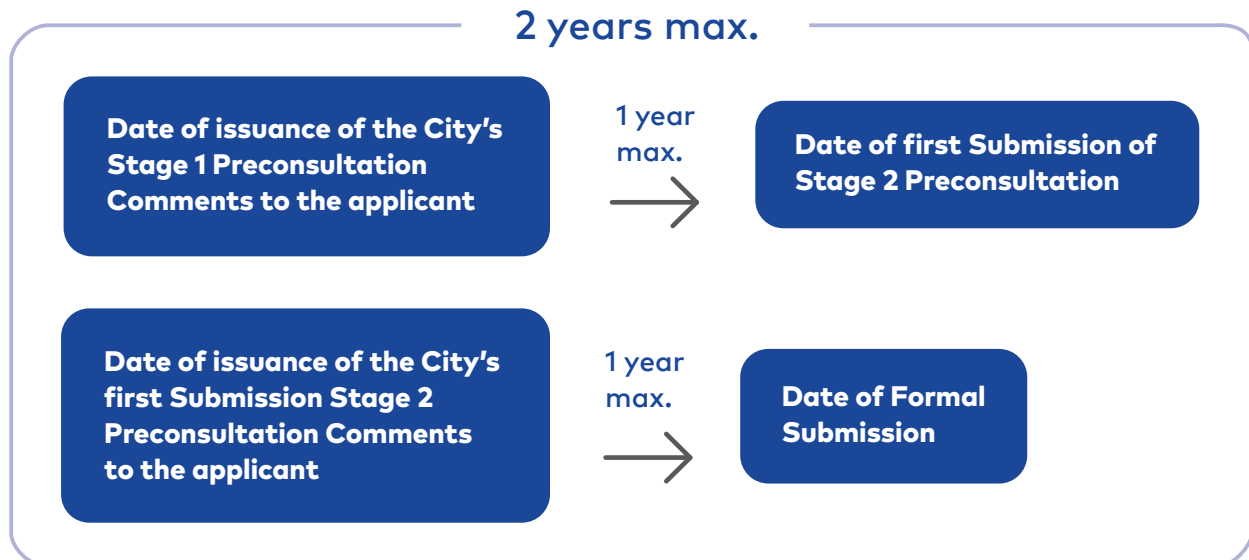 2 years max.
Date of issuance of the City's
Stage 1 Preconsultation
Comments to the applicant
1 year
max.
Date of first Submission of
Stage 2 Preconsultation
Date of issuance of the City's
first Submission Stage 2
Preconsultation Comments
to the applicant
1 year
max.
Date of Formal
Submission